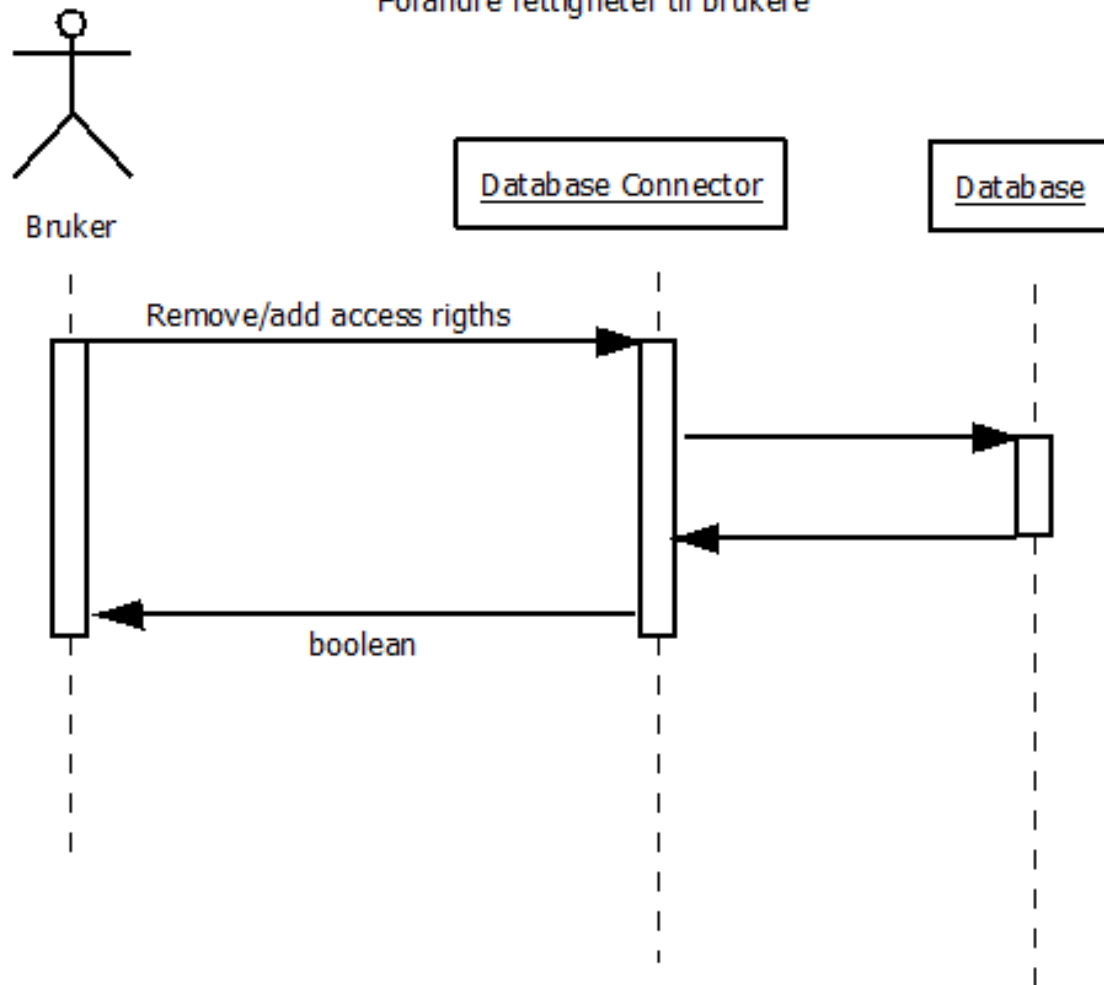 Forandre rettigheter til brukere
Bruker
Database Connector
Database
Remove/add access rigths
boolean